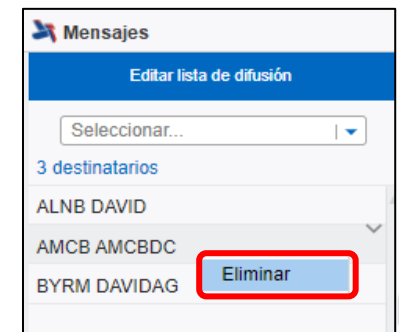 Mensajes
Editar lista de difusión
Seleccionar...
3 destinatarios
ALNB DAVID
AMCB AMCBDC
Eliminar
BYRM DAVIDAG